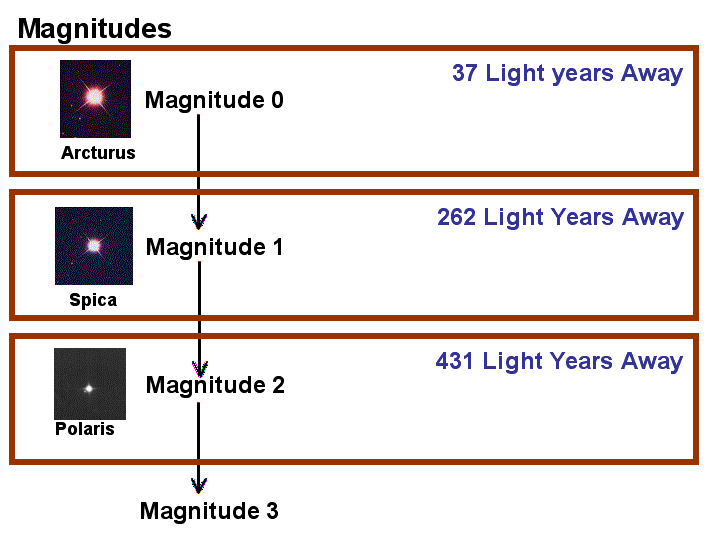 Magnitudes
37 Light years Away
Magnitude 0
Arcturus
262 Light Years Away
Magnitude 1
Spica
431 Light Years Away
Magnitude 2
Polaris
Magnitude 3